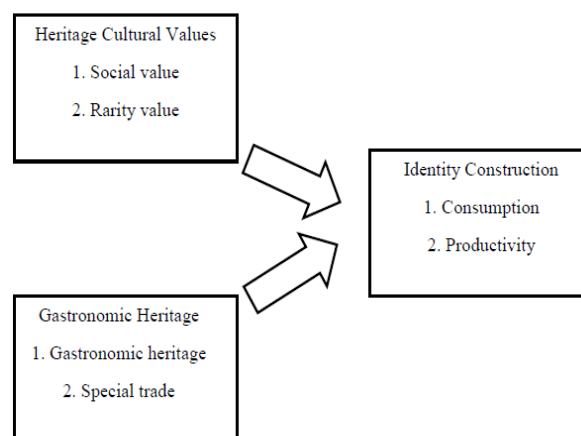 Heritage Cultural Values
1. Social value
2. Rarity value
Identity Construction
1. Consumption
2. Productivity
Gastronomic Heritage
1. Gastronomic heritage
2. Special trade